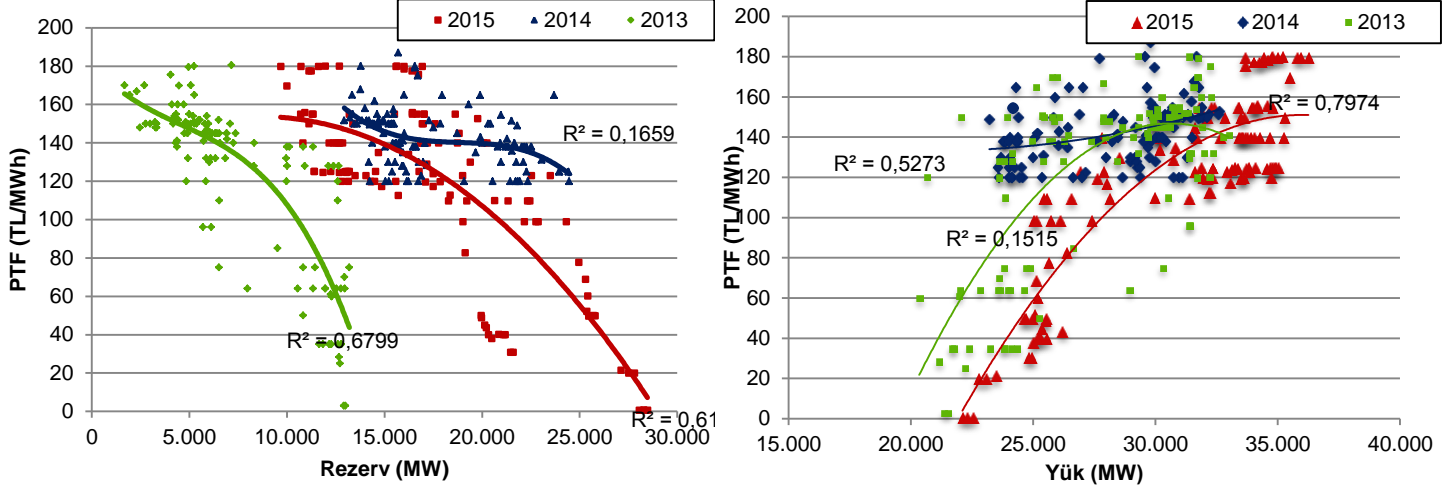 2015 2014 2013
200
180
160
140
120
100
80
60
40
20
0
PTF (TL/MWh)
R² = 0,1659
R² = 0,6799
R² = 0,61
0 5.000 10.000 15.000 20.000 25.000 30.000
Rezerv (MW)
2015 2014 2013
200
180
160
140
120
100
80
60
40
20
0
PTF (TL/MWh)
R² = 0,7974
R² = 0,5273
R² = 0,1515
15.000 20.000 25.000 30.000 35.000 40.000
Yük (MW)